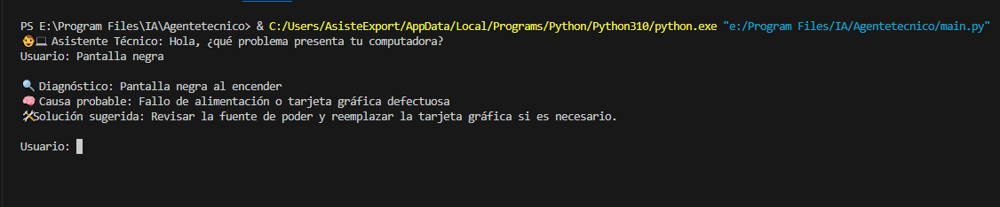 PS E:\Program Files\IA\Agentetecnico> & C:/Users/AsisteExport/AppData/Local/Programs/Python/Python310/python.exe "e:/Program Files/IA/Agentetecnico/main.py"
👨‍💻 Asistente Técnico: Hola, ¿qué problema presenta tu computadora?
Usuario: Pantalla negra
🔍 Diagnóstico: Pantalla negra al encender
🧠 Causa probable: Fallo de alimentación o tarjeta gráfica defectuosa
🛠Solución sugerida: Revisar la fuente de poder y reemplazar la tarjeta gráfica si es necesario.
Usuario: